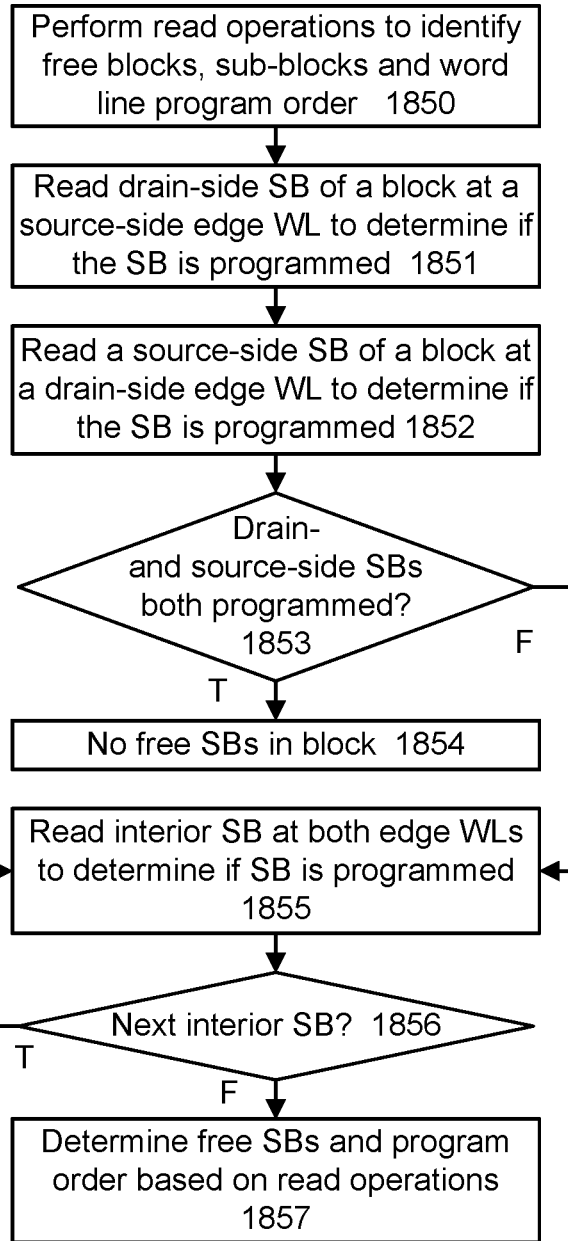 Perform read operations to identify
free blocks, sub-blocks and word
line program order 1850
Read drain-side SB of a block at a
source-side edge WL to determine if
the SB is programmed 1851
Read a source-side SB of a block at
a drain-side edge WL to determine if
the SB is programmed 1852
Drain-
and source-side SBs
both programmed?
1853
F
T
No free SBs in block 1854
Read interior SB at both edge WLs
to determine if SB is programmed
1855
Next interior SB? 1856
T
F
Determine free SBs and program
order based on read operations
1857